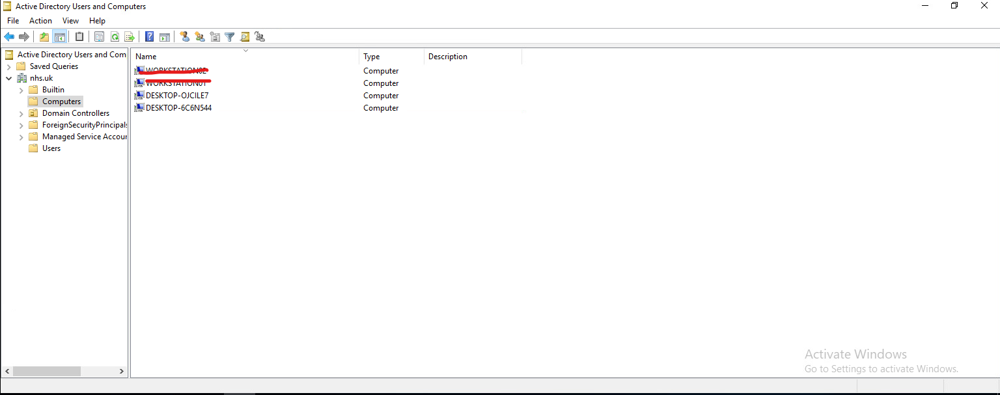 Active Directory Users and Computers
File Action View Help
Active Directory Users and Com
Saved Queries
nhs.uk
Builtin
Computers
Domain Controllers
ForeignSecurityPrincipals
Managed Service Accour
Users
Name Type Description
WORKSTATION02 Computer
WORKSTATION01 Computer
DESKTOP-OJCILE7 Computer
DESKTOP-6C6N544 Computer
Activate Windows
Go to Settings to activate Windows.